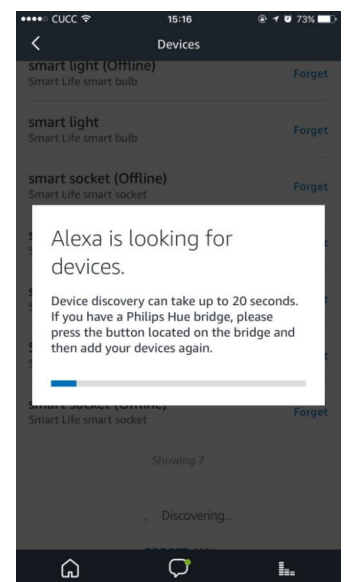 CUCC 15:16 73%
Devices
smart light (Offline)
Forget
Smart Life smart bulb
smart light
Forget
Smart Life smart bulb
smart socket (Offline)
Forget
Smart Life smart socket
Alexa is looking for
devices.
Device discovery can take up to 20 seconds.
If you have a Philips Hue bridge, please
press the button located on the bridge and
then add your devices again.
Forget
Smart Life smart socket
Showing 7
Discovering...